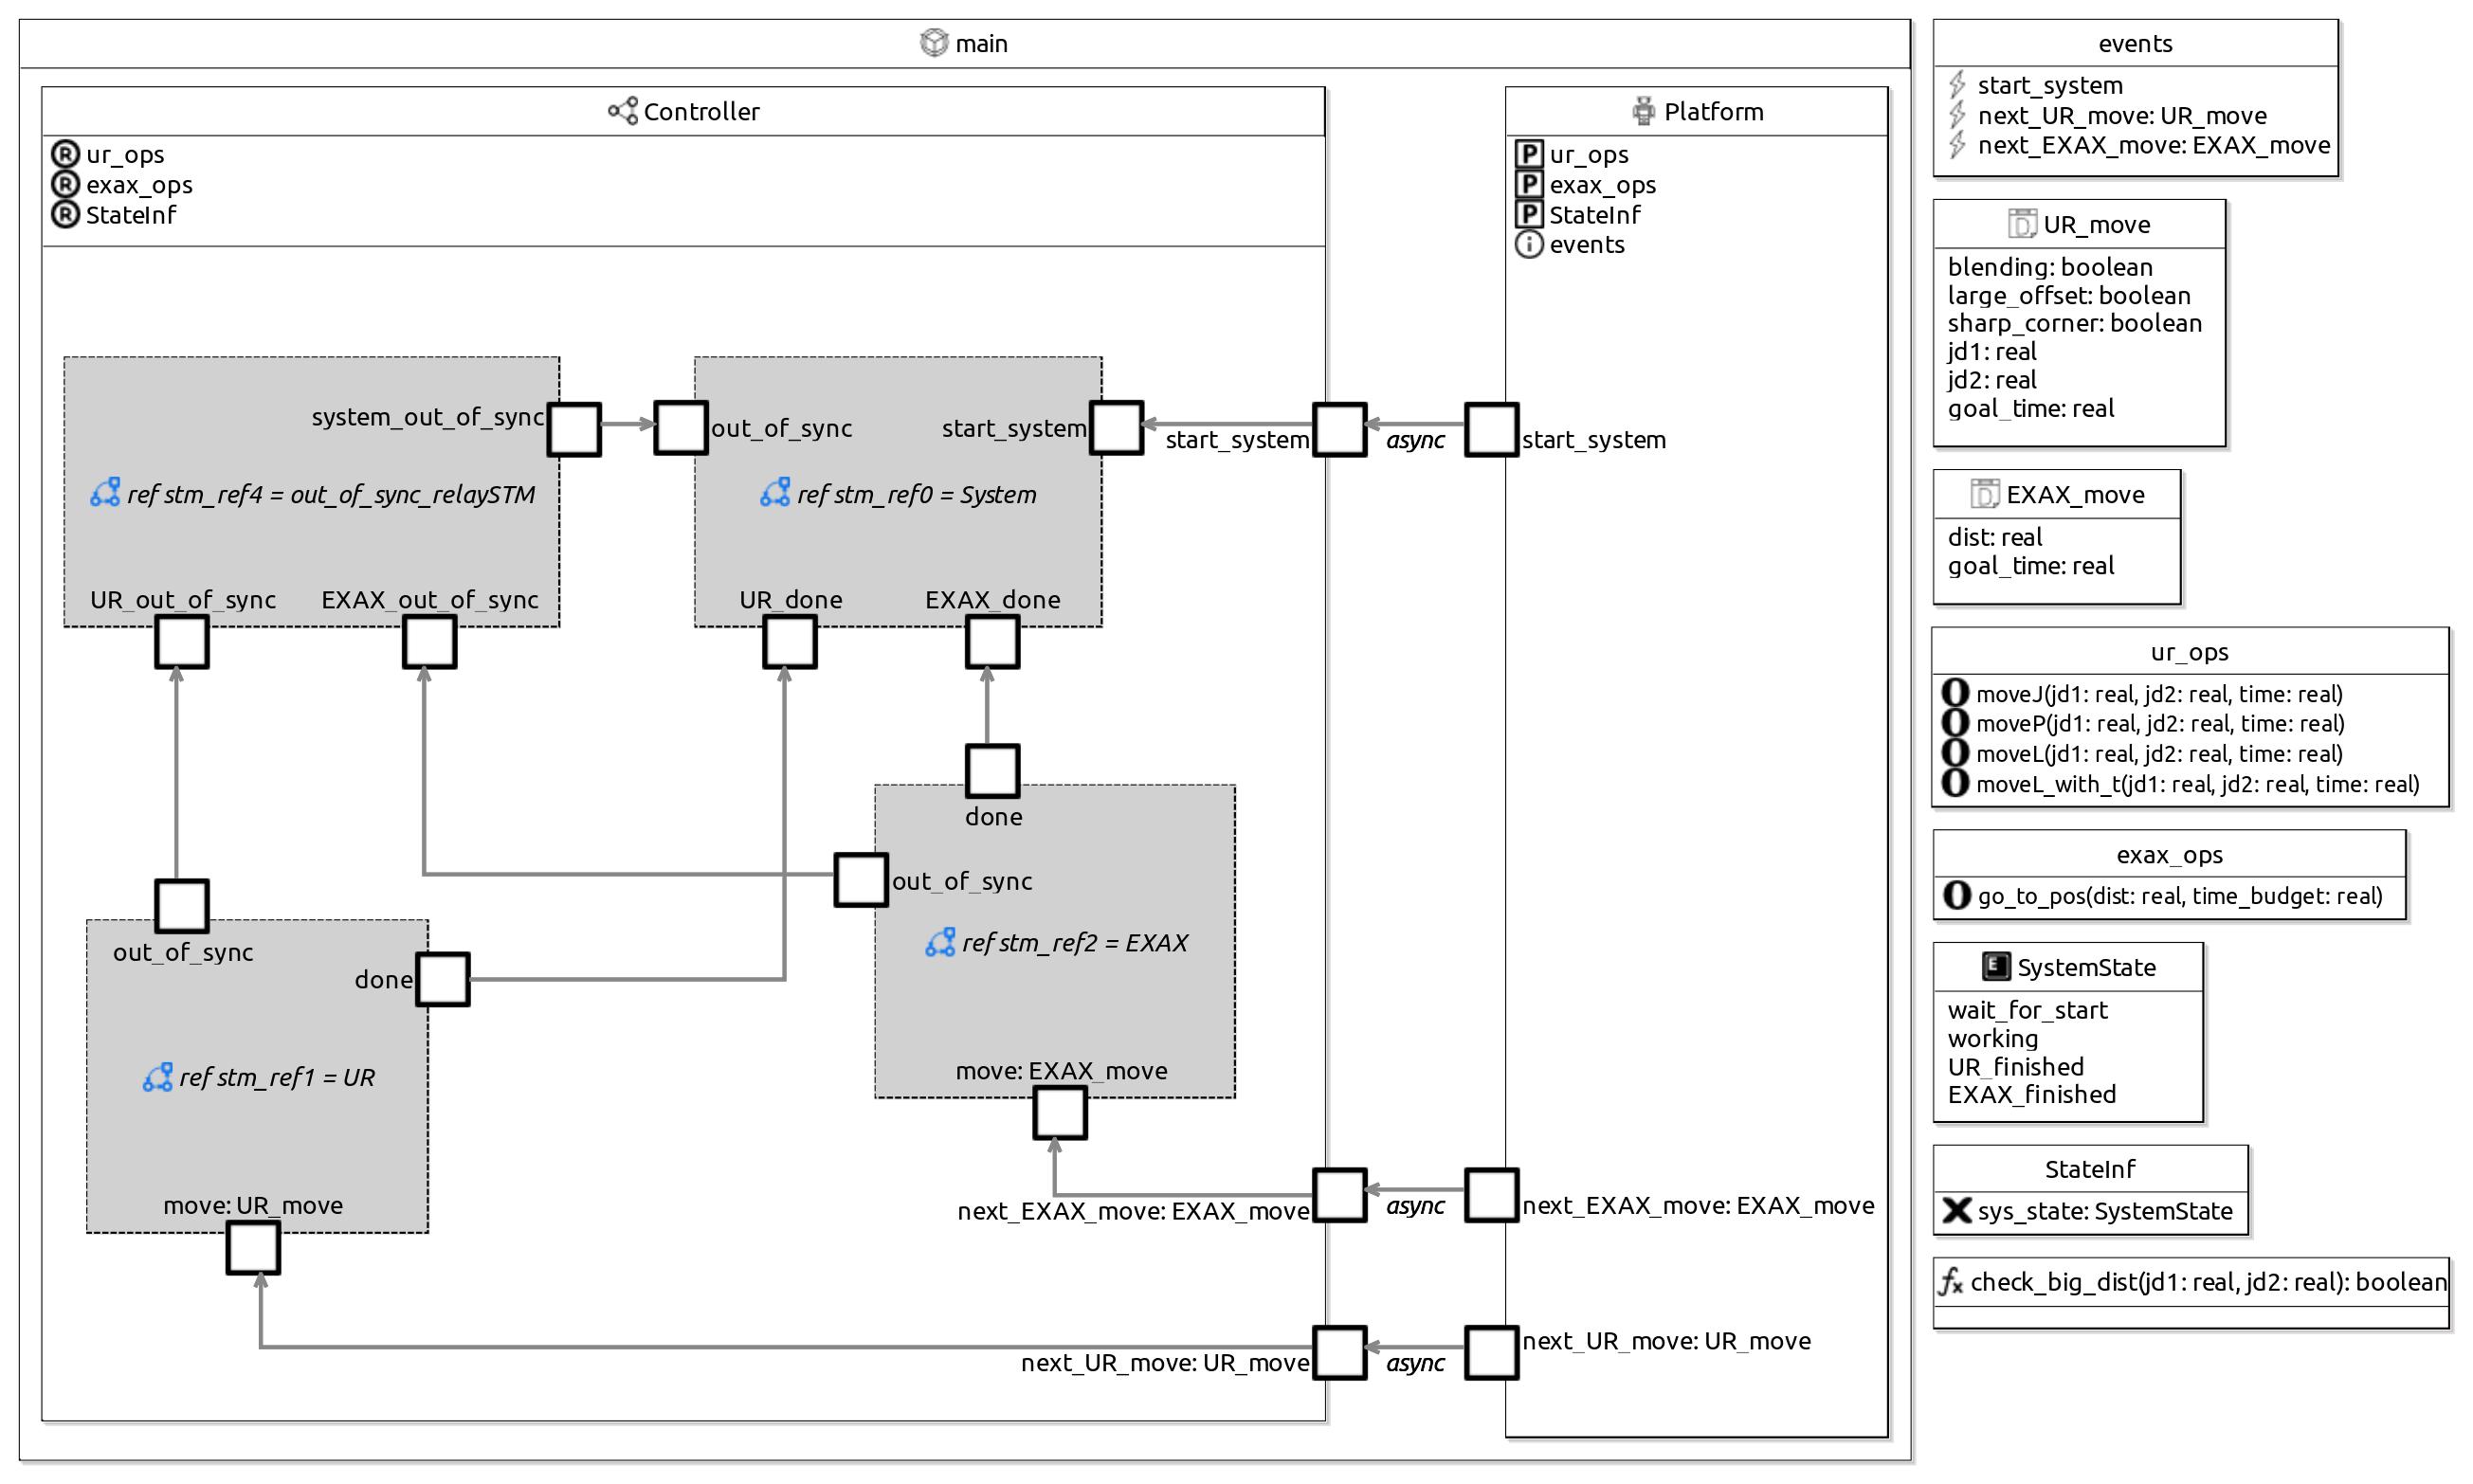 main
Controller
R ur_ops
R exax_ops
R StateInf
Platform
P ur_ops
P exax_ops
P StateInf
i events
system_out_of_sync
out_of_sync
start_system
start_system
async
start_system
ref stm_ref4 = out_of_sync_relaySTM
ref stm_ref0 = System
UR_out_of_sync
EXAX_out_of_sync
UR_done
EXAX_done
done
out_of_sync
ref stm_ref2 = EXAX
move: EXAX_move
out_of_sync
done
ref stm_ref1 = UR
move: UR_move
next_EXAX_move: EXAX_move
async
next_EXAX_move: EXAX_move
next_UR_move: UR_move
async
next_UR_move: UR_move
events
start_system
next_UR_move: UR_move
next_EXAX_move: EXAX_move
D UR_move
blending: boolean
large_offset: boolean
sharp_corner: boolean
jd1: real
jd2: real
goal_time: real
D EXAX_move
dist: real
goal_time: real
ur_ops
O moveJ(jd1: real, jd2: real, time: real)
O moveP(jd1: real, jd2: real, time: real)
O moveL(jd1: real, jd2: real, time: real)
O moveL_with_t(jd1: real, jd2: real, time: real)
exax_ops
O go_to_pos(dist: real, time_budget: real)
E SystemState
wait_for_start
working
UR_finished
EXAX_finished
StateInf
X sys_state: SystemState
fx check_big_dist(jd1: real, jd2: real): boolean